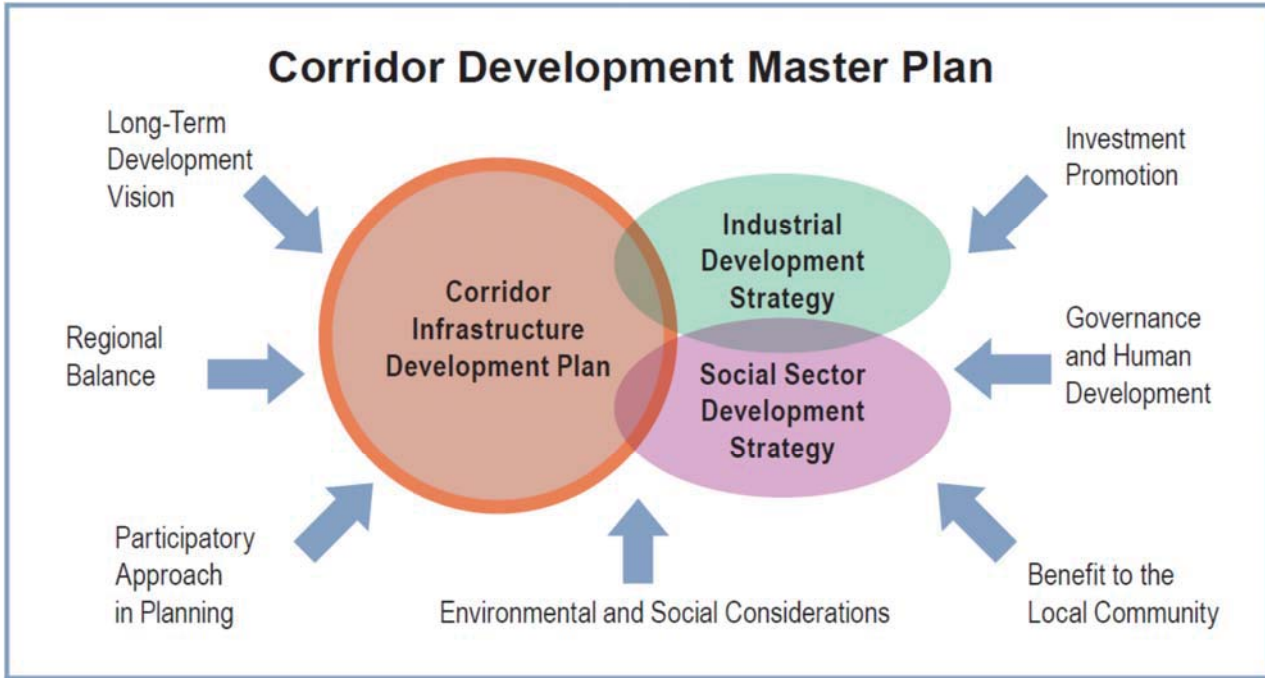 Corridor Development Master Plan
Long-Term
Development
Vision
Investment
Promotion
Industrial
Development
Strategy
Corridor
Infrastructure
Development Plan
Regional
Balance
Governance
and Human
Development
Social Sector
Development
Strategy
Participatory
Approach
in Planning
Environmental and Social Considerations
Benefit to the
Local Community